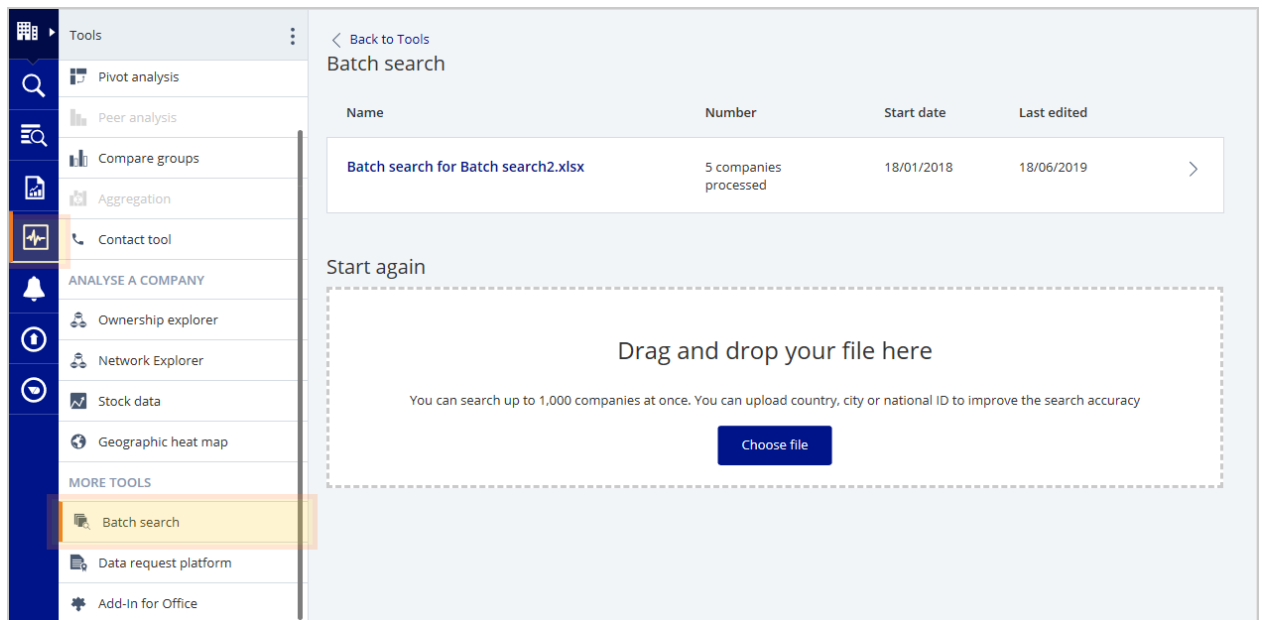 Tools
Pivot analysis
Peer analysis
Compare groups
Aggregation
Contact tool
ANALYSE A COMPANY
Ownership explorer
Network Explorer
Stock data
Geographic heat map
MORE TOOLS
Batch search
Data request platform
Add-In for Office
Back to Tools
Batch search
Name Number Start date Last edited
Batch search for Batch search2.xlsx 5 companies 18/01/2018 18/06/2019
processed
Start again
Drag and drop your file here
You can search up to 1,000 companies at once. You can upload country, city or national ID to improve the search accuracy
Choose file